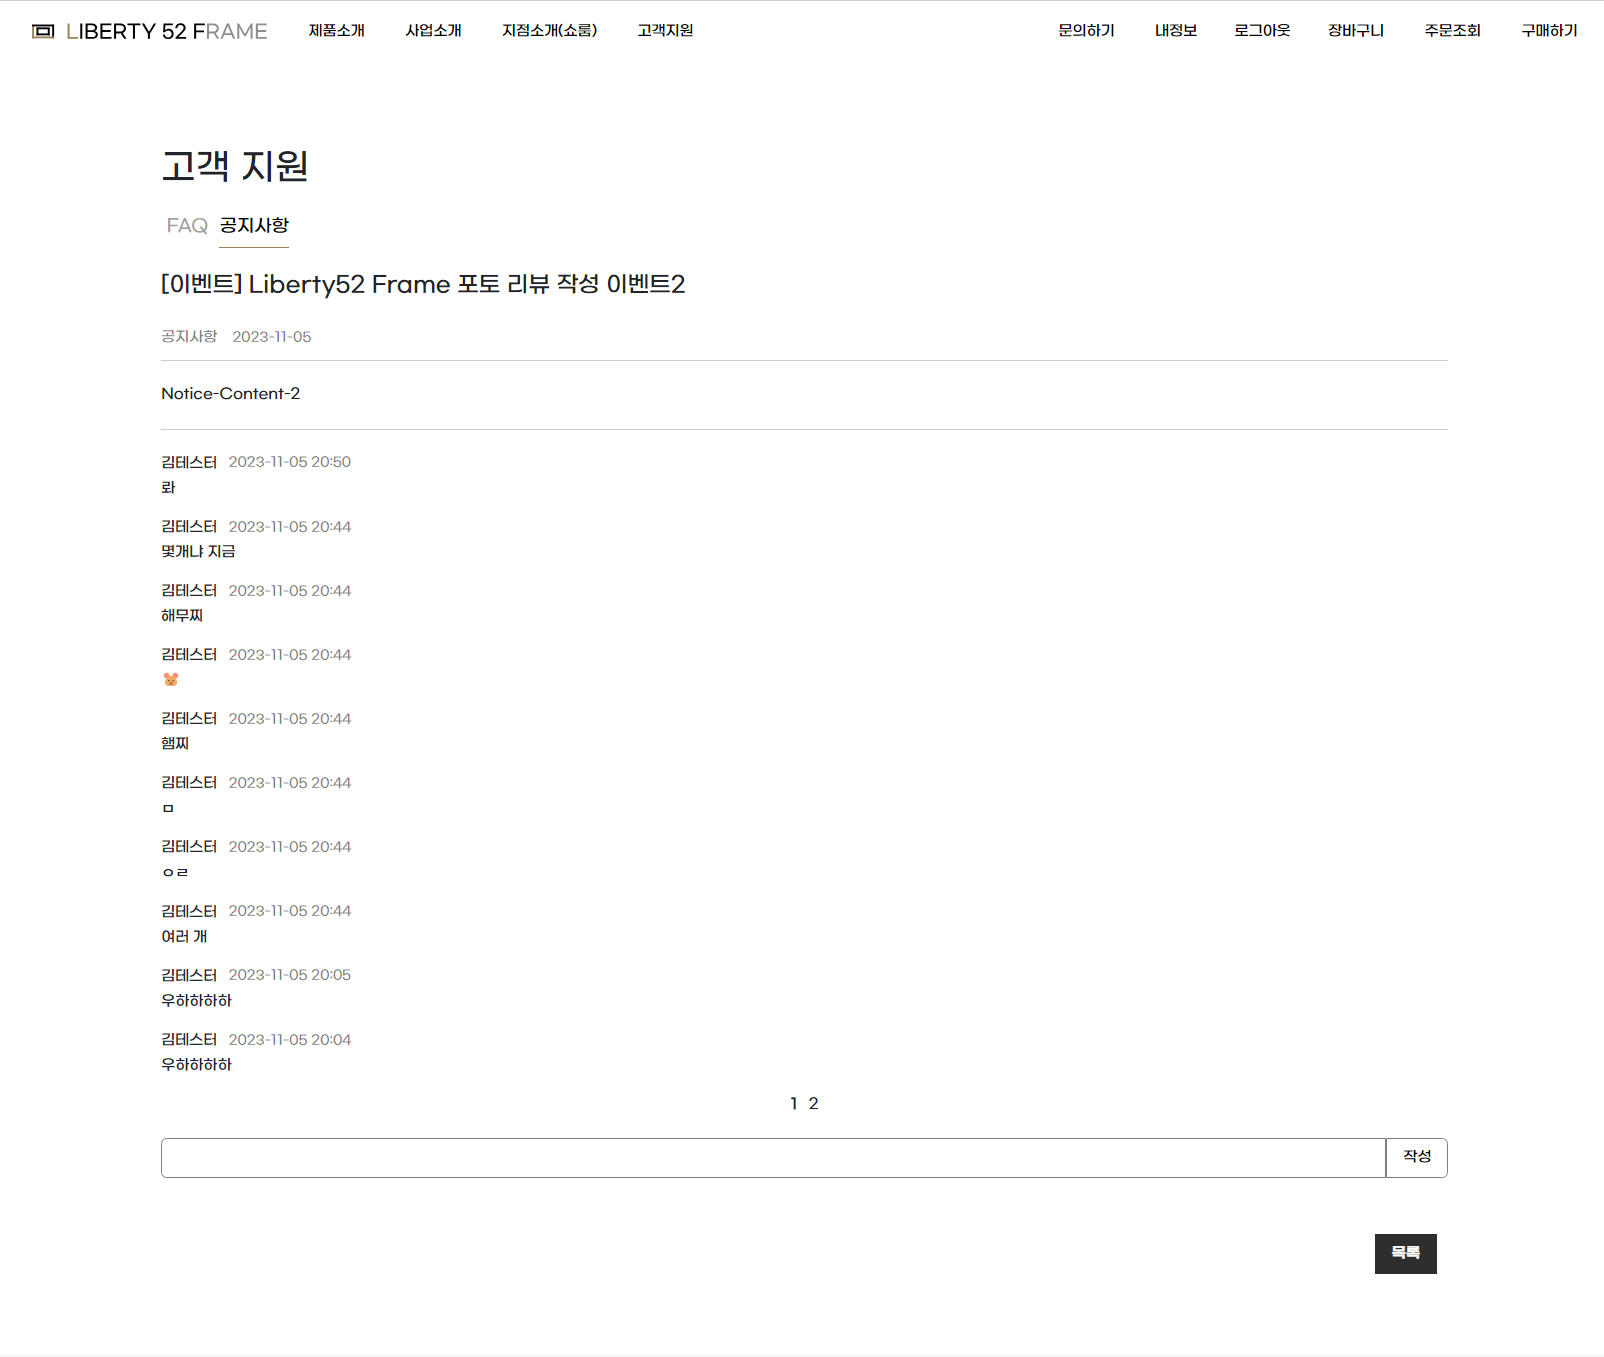 LIBERTY 52 FRAME 제품소개 사업소개 지점소개(쇼룸) 고객지원 문의하기 내정보 로그아웃 장바구니 주문조회 구매하기
고객 지원
FAQ 공지사항
[이벤트] Liberty52 Frame 포토 리뷰 작성 이벤트2
공지사항 2023-11-05
Notice-Content-2
김테스터 2023-11-05 20:50
롸
김테스터 2023-11-05 20:44
몇개냐 지금
김테스터 2023-11-05 20:44
해무찌
김테스터 2023-11-05 20:44
🐹
김테스터 2023-11-05 20:44
햄찌
김테스터 2023-11-05 20:44
ㅁ
김테스터 2023-11-05 20:44
ㅇㄹ
김테스터 2023-11-05 20:44
여러 개
김테스터 2023-11-05 20:05
우하하하하
김테스터 2023-11-05 20:04
우하하하하
1 2
작성
목록